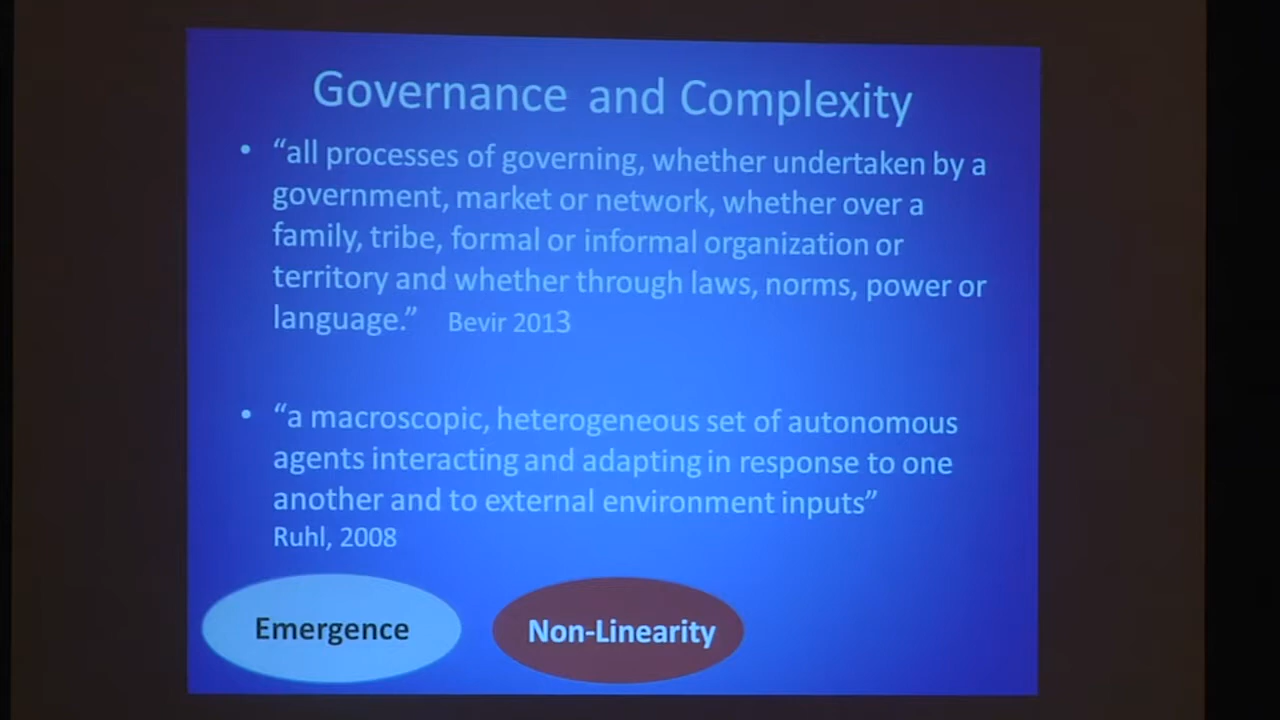 Governance and Complexity
• “all processes of governing, whether undertaken by a
government, market or network, whether over a
family, tribe, formal or informal organization or
territory and whether through laws, norms, power or
language.” Bevir 2013
• “a macroscopic, heterogeneous set of autonomous
agents interacting and adapting in response to one
another and to external environment inputs”
Ruhl, 2008
Emergence
Non-Linearity